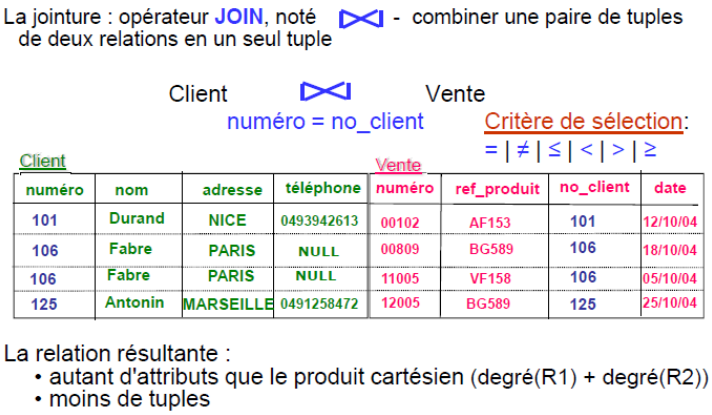 La jointure : opérateur JOIN, noté ⋈ - combiner une paire de tuples
de deux relations en un seul tuple
Client ⋈ Vente
numéro = no_client
Critère de sélection:
= | ≠ | ≤ | < | > | ≥
Client Vente
numéro nom adresse téléphone numéro ref_produit no_client date
101 Durand NICE 0493942613 00102 AF153 101 12/10/04
106 Fabre PARIS NULL 00809 BG589 106 18/10/04
106 Fabre PARIS NULL 11005 VF158 106 05/10/04
125 Antonin MARSEILLE 0491258472 12005 BG589 125 25/10/04
La relation résultante :
• autant d'attributs que le produit cartésien (degré(R1) + degré(R2))
• moins de tuples